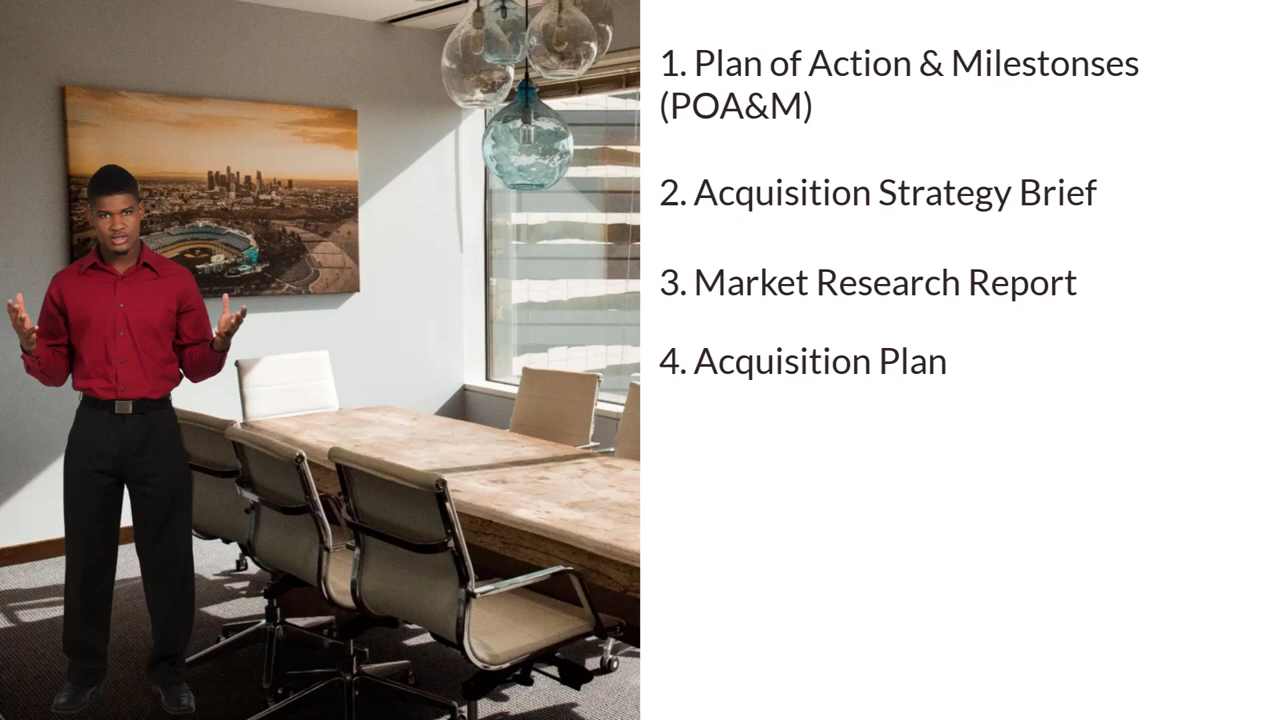 1. Plan of Action & Milestonses
(POA&M)
2. Acquisition Strategy Brief
3. Market Research Report
4. Acquisition Plan